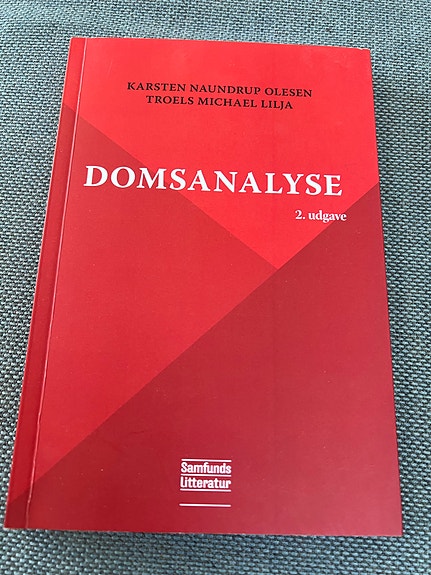 KARSTEN NAUNDRUP OLESEN
TROELS MICHAEL LILJA
DOMSANALYSE
2. udgave
Samfunds
Litteratur